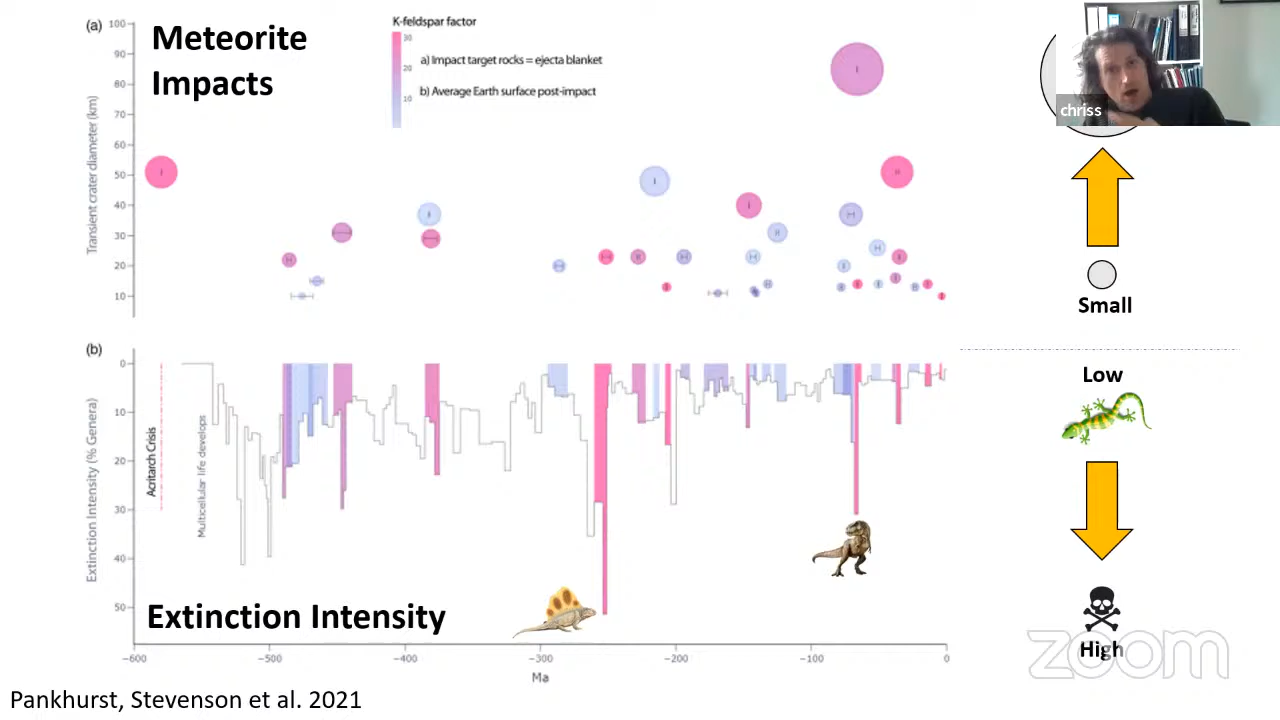 (a)
Meteorite
Impacts
K-feldspar factor
30
20
10
a) Impact target rocks = ejecta blanket
b) Average Earth surface post-impact
Transient crater diameter (km)
100
90
80
70
60
50
40
30
20
10
chriss
Small
(b)
Extinction Intensity (% Genera)
0
10
20
30
40
50
Acritarch Crisis
Multicellular life develops
Low
Extinction Intensity
High
zoom
−600
−500
−400
−300
−200
−100
0
Ma
Pankhurst, Stevenson et al. 2021